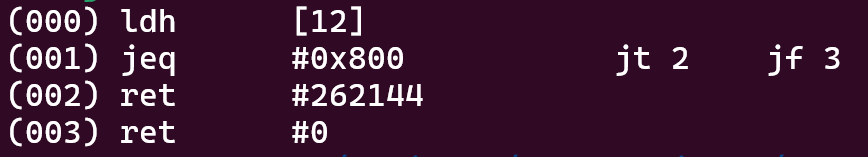 (000) ldh [12]
(001) jeq #0x800 jt 2 jf 3
(002) ret #262144
(003) ret #0